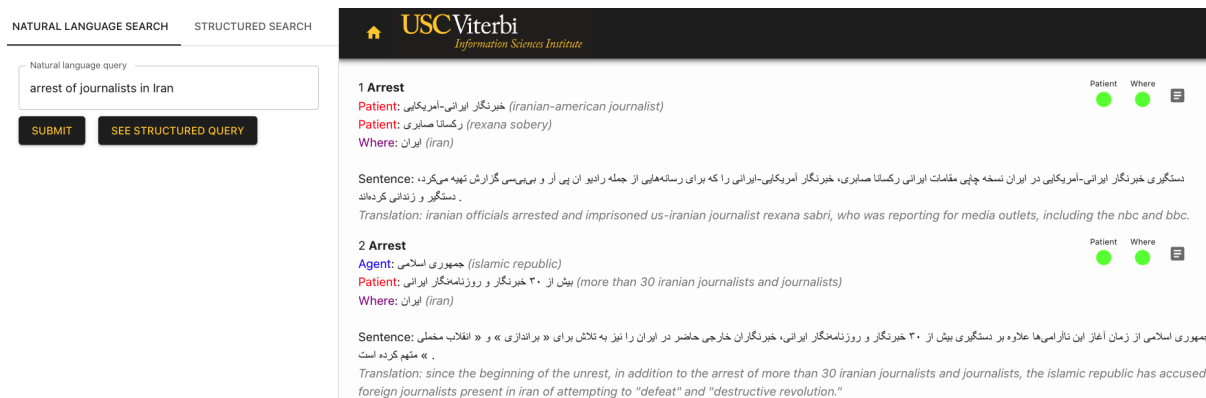 NATURAL LANGUAGE SEARCH
STRUCTURED SEARCH
Natural language query
arrest of journalists in Iran
SUBMIT
SEE STRUCTURED QUERY
USC Viterbi
Information Sciences Institute
1 Arrest
Patient
Where
Patient: خبرنگار ایرانی-آمریکایی (iranian-american journalist)
Patient: رکسانا صابری (rexana sobery)
Where: ایران (iran)
Sentence: دستگیری خبرنگار ایرانی-آمریکایی در ایران نسخه چاپی مقامات ایرانی رکسانا صابری، خبرنگار آمریکایی-ایرانی را که برای رسانه‌هایی از جمله رادیو ان پی آر و بی‌بی‌سی گزارش تهیه می‌کرد،
دستگیر و زندانی کرده‌اند .
Translation: iranian officials arrested and imprisoned us-iranian journalist rexana sabri, who was reporting for media outlets, including the nbc and bbc.
2 Arrest
Patient
Where
Agent: جمهوری اسلامی (islamic republic)
Patient: بیش از ۳۰ خبرنگار و روزنامه‌نگار ایرانی (more than 30 iranian journalists and journalists)
Where: ایران (iran)
Sentence: جمهوری اسلامی از زمان آغاز این ناآرامی‌ها علاوه بر دستگیری بیش از ۳۰ خبرنگار و روزنامه‌نگار ایرانی، خبرنگاران خارجی حاضر در ایران را نیز به تلاش برای « براندازی » و « انقلاب مخملی
» متهم کرده است .
Translation: since the beginning of the unrest, in addition to the arrest of more than 30 iranian journalists and journalists, the islamic republic has accused
foreign journalists present in iran of attempting to "defeat" and "destructive revolution."